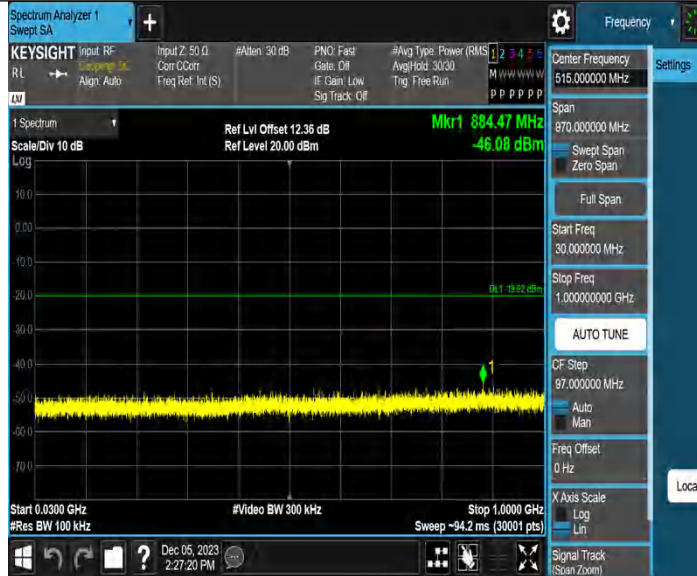 Spectrum Analyzer 1
Swept SA
+
Frequency
KEYSIGHT
RL
LXI
Input: RF
Coupling: DC
Align: Auto
Input Z: 50 Ω
Corr CCorr
Freq Ref: Int (S)
#Atten: 30 dB
PNO: Fast
Gate: Off
IF Gain: Low
Sig Track: Off
#Avg Type: Power (RMS
Avg|Hold: 30/30
Trig: Free Run
1 2 3 4 5 6
M W W W W W
P P P P P P
1 Spectrum
Scale/Div 10 dB
Log
Ref Lvl Offset 12.36 dB
Ref Level 20.00 dBm
Mkr1 884.47 MHz
-46.08 dBm
10.0
0.00
-10.0
-20.0
-30.0
-40.0
-50.0
-60.0
-70.0
DL1 -19.92 dBm
1
Start 0.0300 GHz
#Res BW 100 kHz
#Video BW 300 kHz
Stop 1.0000 GHz
Sweep ~94.2 ms (30001 pts)
?
Dec 05, 2023
2:27:20 PM
Center Frequency
515.000000 MHz
Settings
Span
970.000000 MHz
Swept Span
Zero Span
Full Span
Start Freq
30.000000 MHz
Stop Freq
1.000000000 GHz
AUTO TUNE
CF Step
97.000000 MHz
Auto
Man
Freq Offset
0 Hz
X Axis Scale
Log
Lin
Loca
Signal Track
(Span Zoom)